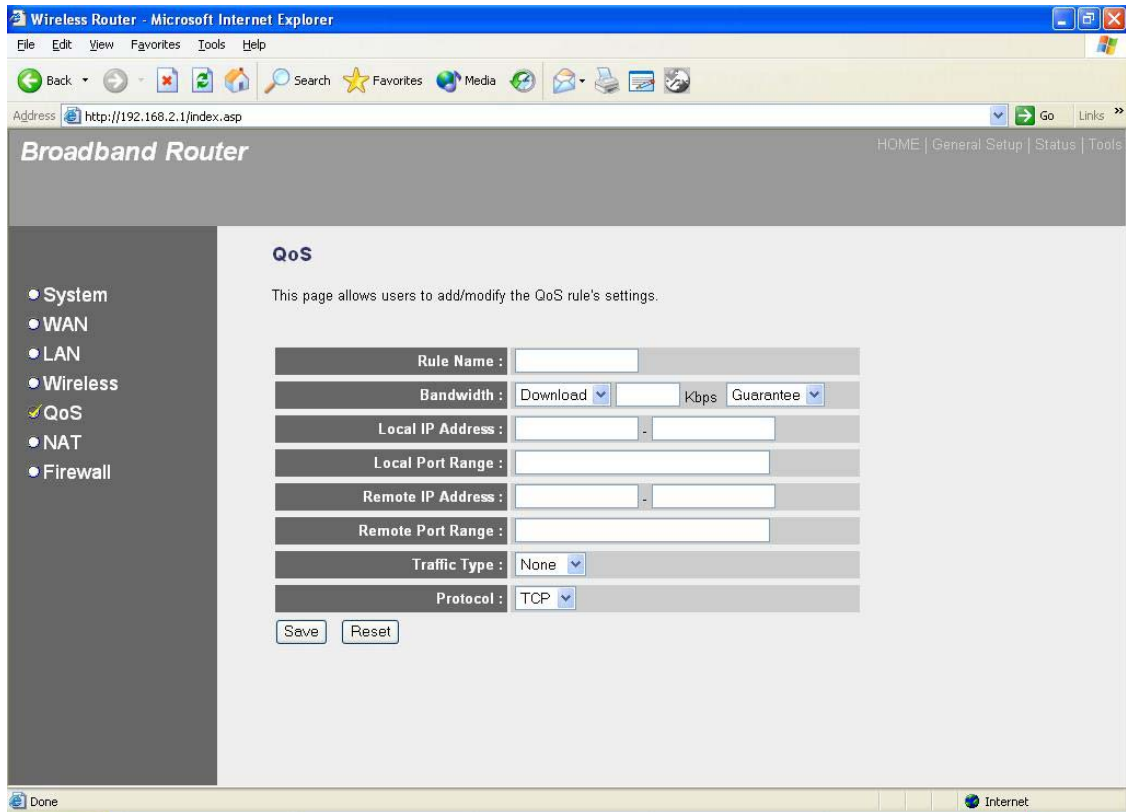 Wireless Router - Microsoft Internet Explorer
File Edit View Favorites Tools Help
Back Search Favorites Media
Address http://192.168.2.1/index.asp Go Links »
Broadband Router
HOME | General Setup | Status | Tools
System
WAN
LAN
Wireless
QoS
NAT
Firewall
QoS
This page allows users to add/modify the QoS rule's settings.
Rule Name :
Bandwidth : Download Kbps Guarantee
Local IP Address : -
Local Port Range :
Remote IP Address : -
Remote Port Range :
Traffic Type : None
Protocol : TCP
Save Reset
Done Internet